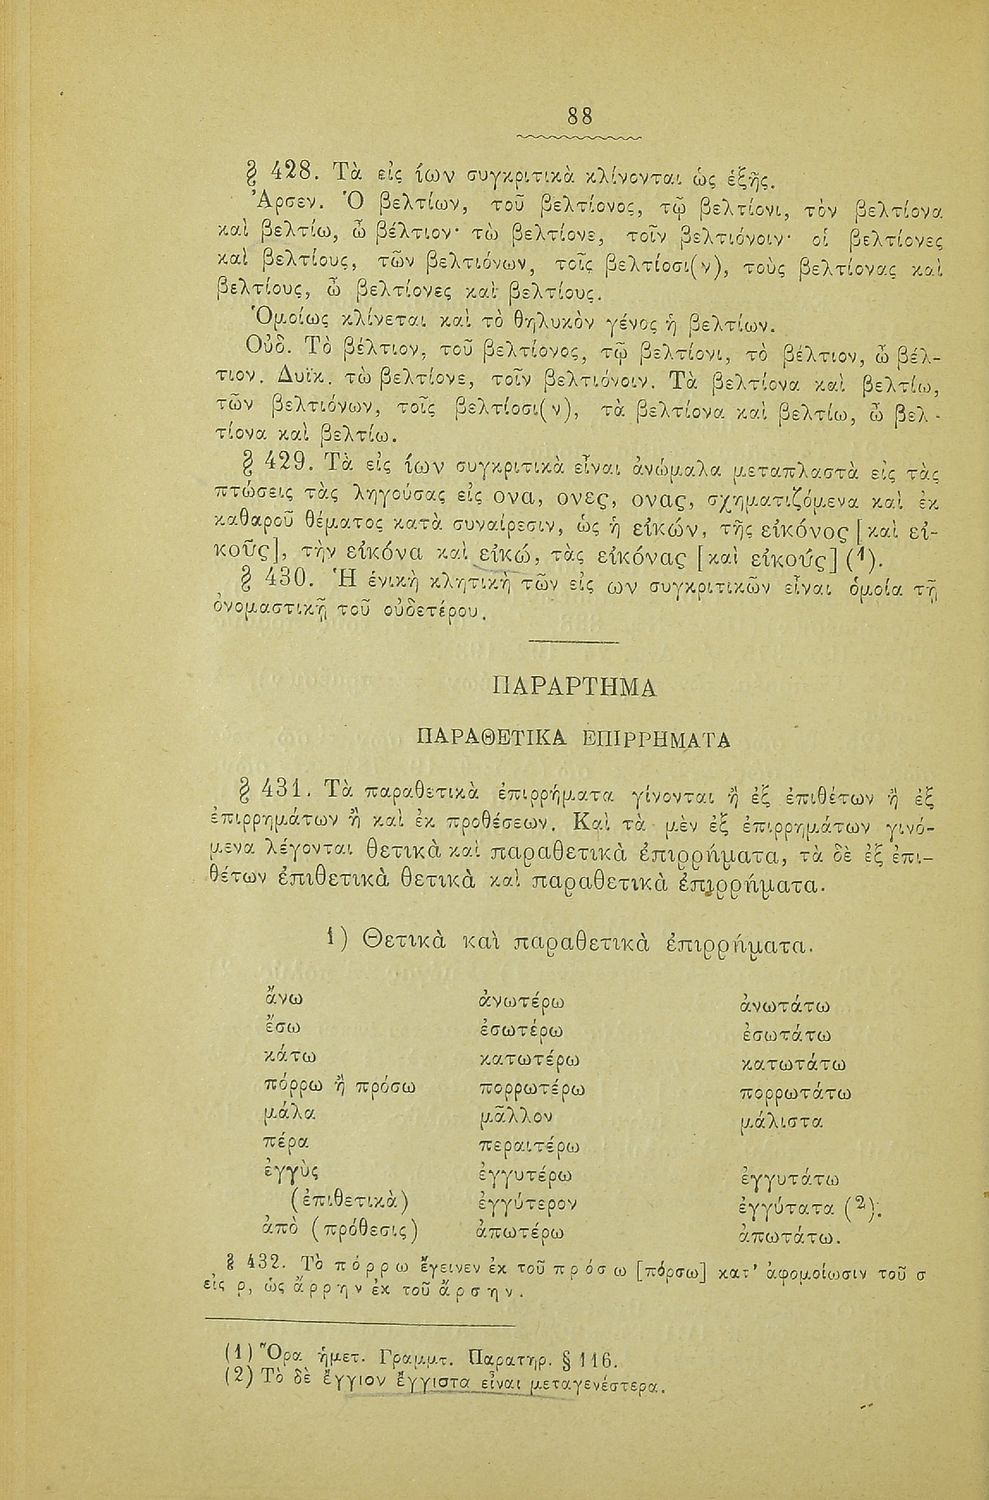 88
§ 428. Τὰ εἰς ίων συγκριτικὰ κλίνονται ὡς ἑξῆς.
Ἀρσεν. Ὁ βελτίων, τοῦ βελτίονος, τῷ βελτίονι, τὸν βελτίονα
καὶ βελτίω, ὦ βέλτιον· τὼ βελτίονε, τοῖν βελτιόνοιν· οἱ βελτίονες
καὶ βελτίους, τῶν βελτιόνων, τοῖς βελτίοσι(ν), τοὺς βελτίονας καὶ
βελτίους, ὦ βελτίονες καὶ βελτίους.
Ὁμοίως κλίνεται καὶ τὸ θηλυκὸν γένος ἡ βελτίων.
Οὐδ. Τὸ βέλτιον, τοῦ βελτίονος, τῷ βελτίονι, τὸ βέλτιον, ὦ βέλ-
τιον. Δυϊκ. τὼ βελτίονε, τοῖν βελτιόνοιν. Τὰ βελτίονα καὶ βελτίω,
τῶν βελτιόνων, τοῖς βελτίοσι(ν), τὰ βελτίονα καὶ βελτίω, ὦ βελ-
τίονα καὶ βελτίω.
§ 429. Τὰ εἰς ίων συγκριτικὰ εἶναι ἀνώμαλα μεταπλαστὰ εἰς τὰς
πτώσεις τὰς ληγούσας εἰς ονα, ονες, ονας, σχηματιζόμενα καὶ ἐκ
καθαροῦ θέματος κατὰ συναίρεσιν, ὡς ἡ εἰκών, τῆς εἰκόνος [καὶ εἰ-
κοῦς], τὴν εἰκόνα καὶ εἰκώ, τὰς εἰκόνας [καὶ εἰκούς] (1).
§ 430. Ἡ ἑνικὴ κλητικὴ τῶν εἰς ων συγκριτικῶν εἶναι ὁμοία τῇ
ὀνομαστικῇ τοῦ οὐδετέρου.
ΠΑΡΑΡΤΗΜΑ
ΠΑΡΑΘΕΤΙΚΑ ΕΠΙΡΡΗΜΑΤΑ
§ 431. Τὰ παραθετικὰ ἐπιρρήματα γίνονται ἢ ἐξ ἐπιθέτων ἢ ἐξ
ἐπιρρημάτων ἢ καὶ ἐκ προθέσεων. Καὶ τὰ μὲν ἐξ ἐπιρρημάτων γινό-
μενα λέγονται θετικὰ καὶ παραθετικὰ ἐπιρρήματα, τὰ δὲ ἐξ ἐπι-
θέτων ἐπιθετικὰ θετικὰ καὶ παραθετικὰ ἐπιρρήματα.
1) Θετικὰ καὶ παραθετικὰ ἐπιρρήματα.
ἄνω ἀνωτέρω ἀνωτάτω
ἔσω ἐσωτέρω ἐσωτάτω
κάτω κατωτέρω κατωτάτω
πόρρω ἢ πρόσω πορρωτέρω πορρωτάτω
μάλα μᾶλλον μάλιστα
πέρα περαιτέρω
ἐγγὺς ἐγγυτέρω ἐγγυτάτω
(ἐπιθετικὰ) ἐγγύτερον ἐγγύτατα (2).
ἀπὸ (πρόθεσις) ἀπωτέρω ἀπωτάτω.
§ 432. Τὸ πόρρω ἔγεινεν ἐκ τοῦ πρόσω [πόρσω] κατ' ἀφομοίωσιν τοῦ σ
εἰς ρ, ὡς ἄρρην ἐκ τοῦ ἄρσην.
(1) Ὅρα ἡμετ. Γραμμτ. Παρατηρ. § 116.
(2) Τὸ δὲ ἔγγιον ἔγγιστα εἶναι μεταγενέστερα.